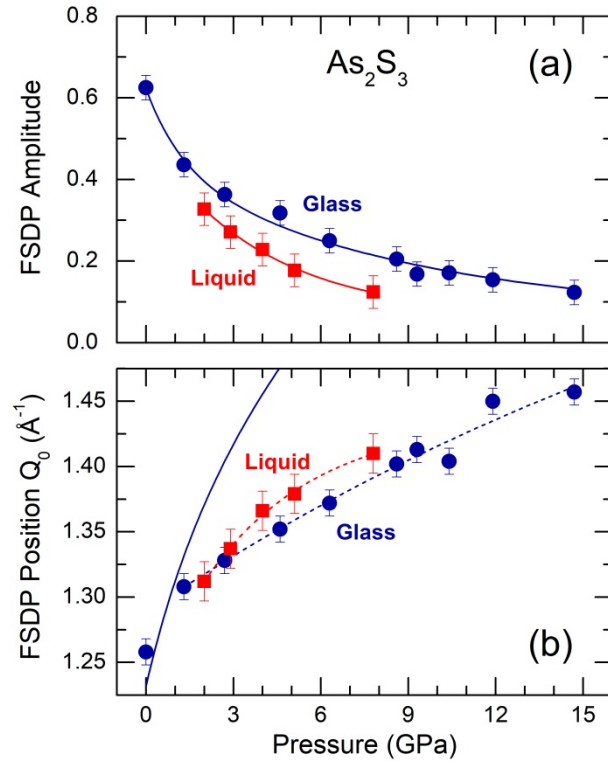 As₂S₃
(a)
FSDP Amplitude
0.8
0.6
0.4
0.2
0.0
Glass
Liquid
(b)
FSDP Position Q₀ (Å⁻¹)
1.45
1.40
1.35
1.30
1.25
Liquid
Glass
0 3 6 9 12 15
Pressure (GPa)